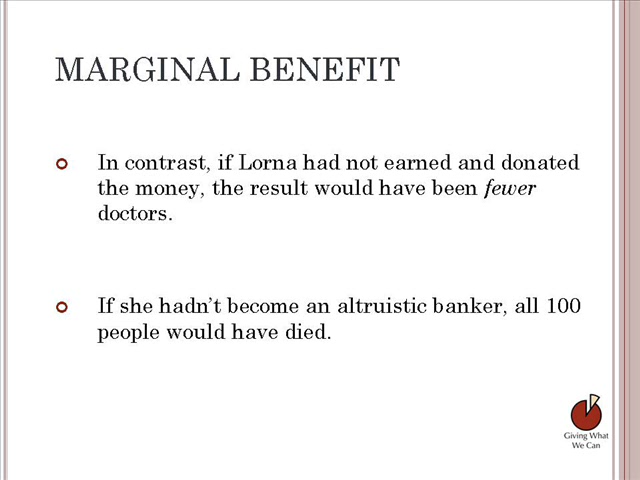 MARGINAL BENEFIT
In contrast, if Lorna had not earned and donated
the money, the result would have been fewer
doctors.
If she hadn’t become an altruistic banker, all 100
people would have died.
Giving What
We Can